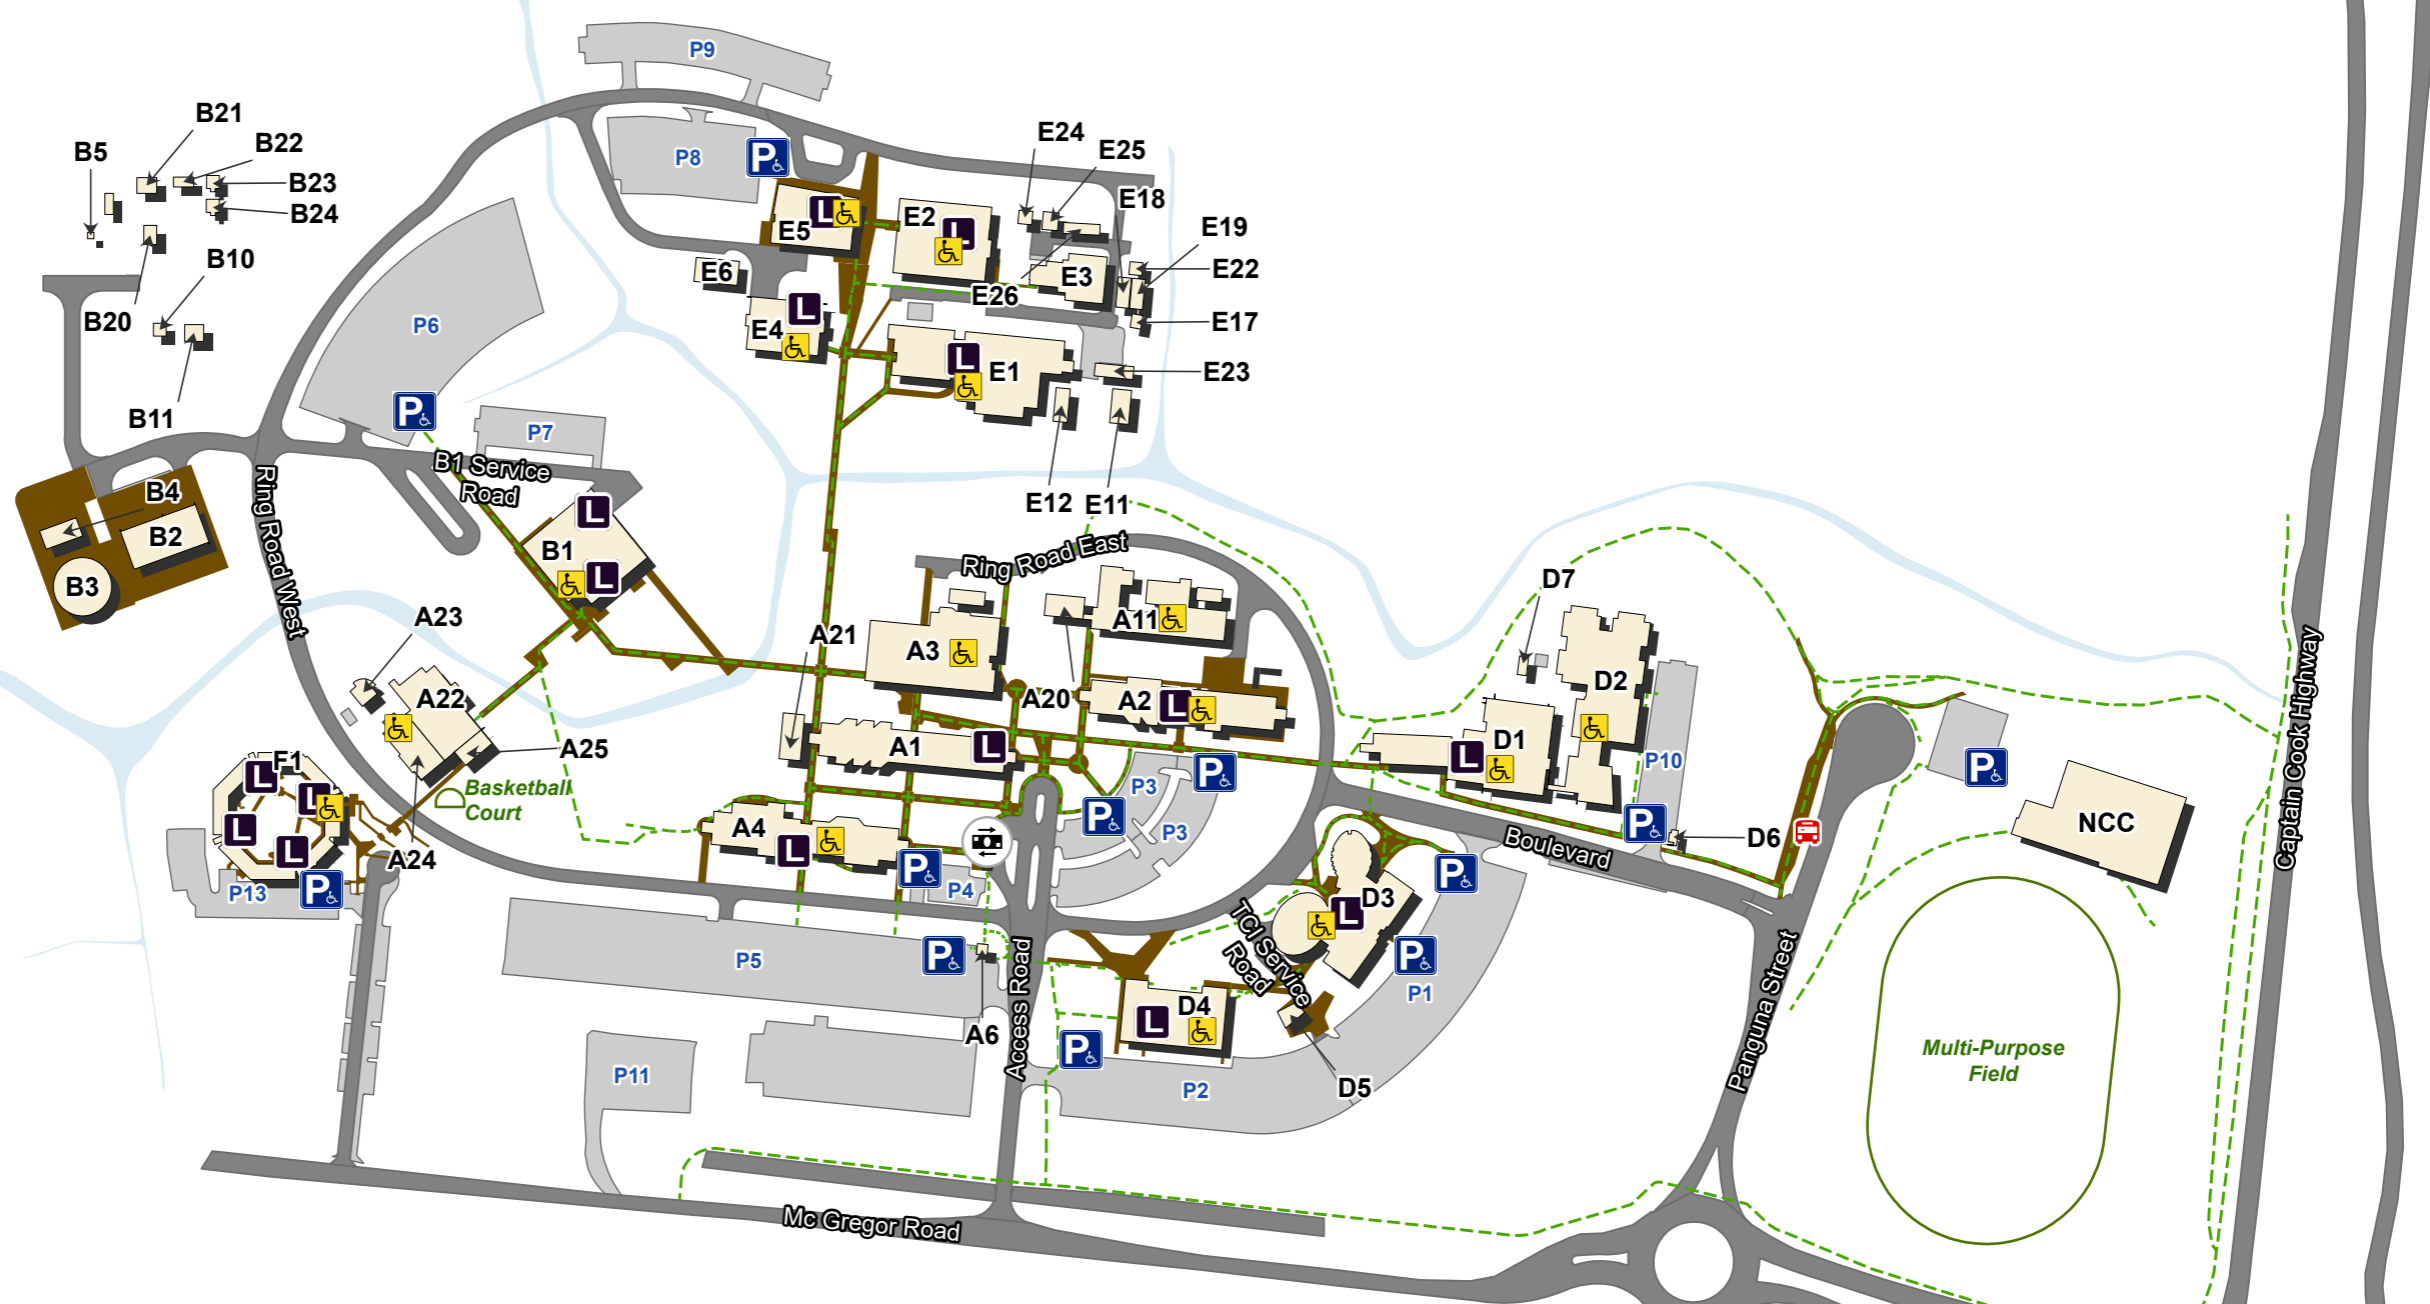 P9
B21
B22
B5
B23
B24
P8
P
E24
E25
E18
E19
L
E5
E2
L
E22
E3
E6
E26
B10
B20
P6
L
E4
E17
L
E1
E23
B11
P
P7
B1 Service
Road
Ring Road West
B4
B2
B3
L
B1
L
E12
E11
Ring Road East
D7
A23
A21
A3
A11
A20
A22
A2
L
D2
A25
A1
L
D1
L
P10
P
Captain Cook Highway
F1
L
L
L
L
Basketball
Court
A24
P13
P
A4
L
P
P4
P3
P3
P
P
Boulevard
P
D6
NCC
D3
L
P
P
P1
TCI Service
Road
P5
P
A6
Access Road
D4
L
P
D5
P2
P11
Panguna Street
Multi-Purpose
Field
Mc Gregor Road